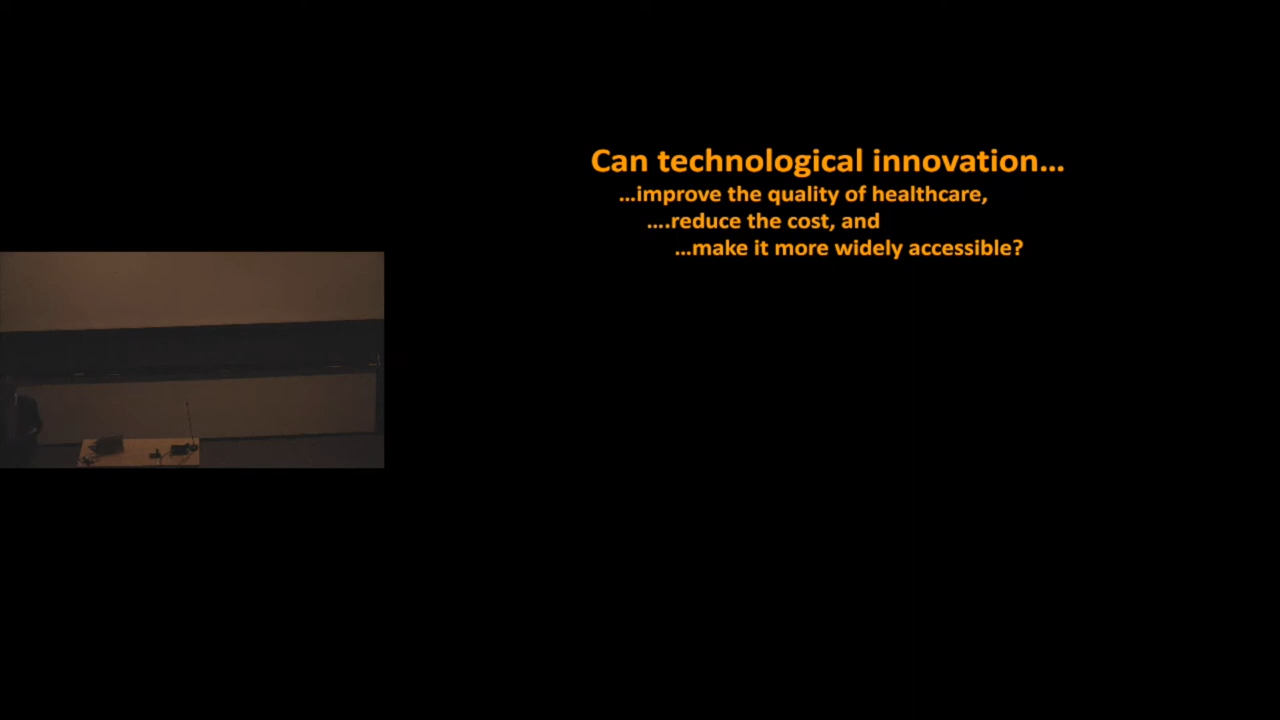 Can technological innovation…
…improve the quality of healthcare,
….reduce the cost, and
…make it more widely accessible?